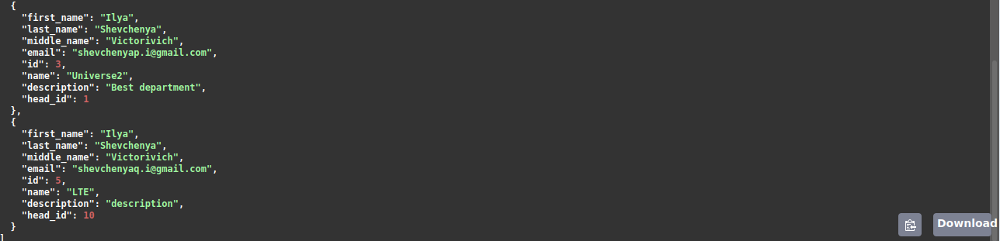 {
"first_name": "Ilya",
"last_name": "Shevchenya",
"middle_name": "Victorivich",
"email": "shevchenyap.i@gmail.com",
"id": 3,
"name": "Universe2",
"description": "Best department",
"head_id": 1
},
{
"first_name": "Ilya",
"last_name": "Shevchenya",
"middle_name": "Victorivich",
"email": "shevchenyaq.i@gmail.com",
"id": 5,
"name": "LTE",
"description": "description",
"head_id": 10
}
]
Download